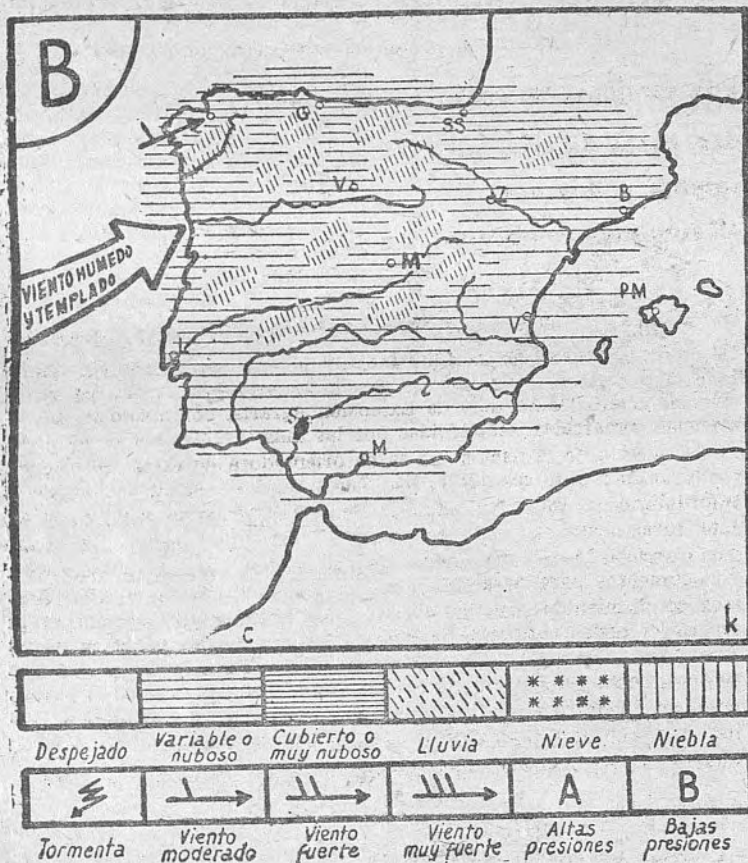 B
G
SS
V
Z
B
M
VIENTO HUMEDO
Y TEMPLADO
PM
V
L
S
M
C
k
Despejado
Variable o nuboso
Cubierto o muy nuboso
Lluvia
Nieve
Niebla
A
B
Tormenta
Viento moderado
Viento fuerte
Viento muy fuerte
Altas presiones
Bajas presiones